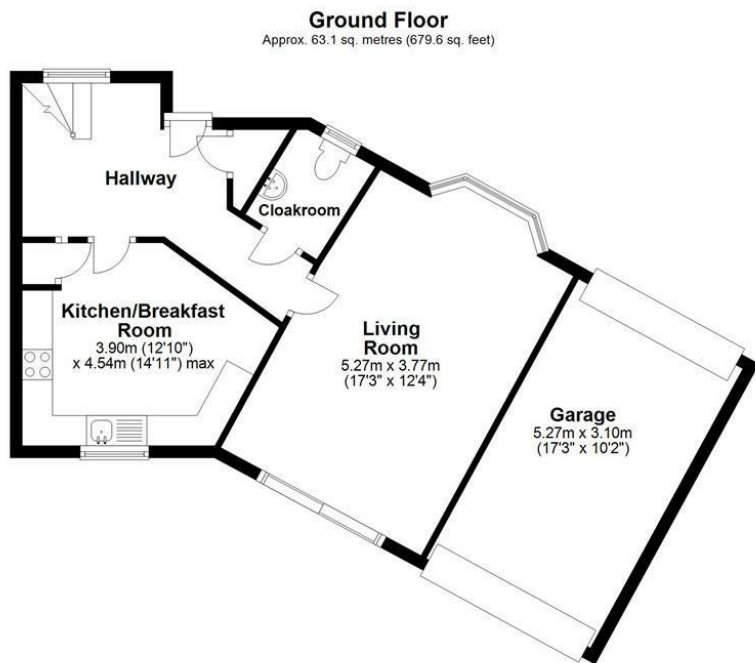 Ground Floor
Approx. 63.1 sq. metres (679.6 sq. feet)
Hallway
Cloakroom
Kitchen/Breakfast
Room
3.90m (12'10")
x 4.54m (14'11") max
Living
Room
5.27m x 3.77m
(17'3" x 12'4")
Garage
5.27m x 3.10m
(17'3" x 10'2")